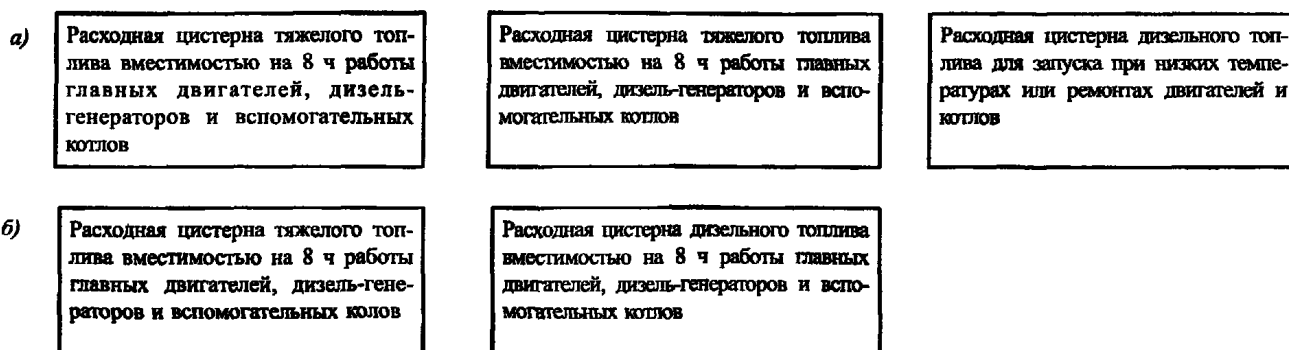 а)
Расходная цистерна тяжелого топ-
лива вместимостью на 8 ч работы
главных двигателей, дизель-
генераторов и вспомогательных
котлов
Расходная цистерна тяжелого топлива
вместимостью на 8 ч работы главных
двигателей, дизель-генераторов и вспо-
могательных котлов
Расходная цистерна дизельного топ-
лива для запуска при низких темпе-
ратурах или ремонтах двигателей и
котлов
б)
Расходная цистерна тяжелого топ-
лива вместимостью на 8 ч работы
главных двигателей, дизель-гене-
раторов и вспомогательных колов
Расходная цистерна дизельного топлива
вместимостью на 8 ч работы главных
двигателей, дизель-генераторов и вспо-
могательных котлов